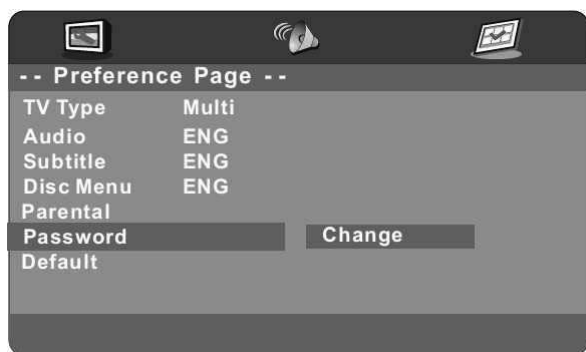 -- Preference Page --
TV Type Multi
Audio ENG
Subtitle ENG
Disc Menu ENG
Parental
Password Change
Default